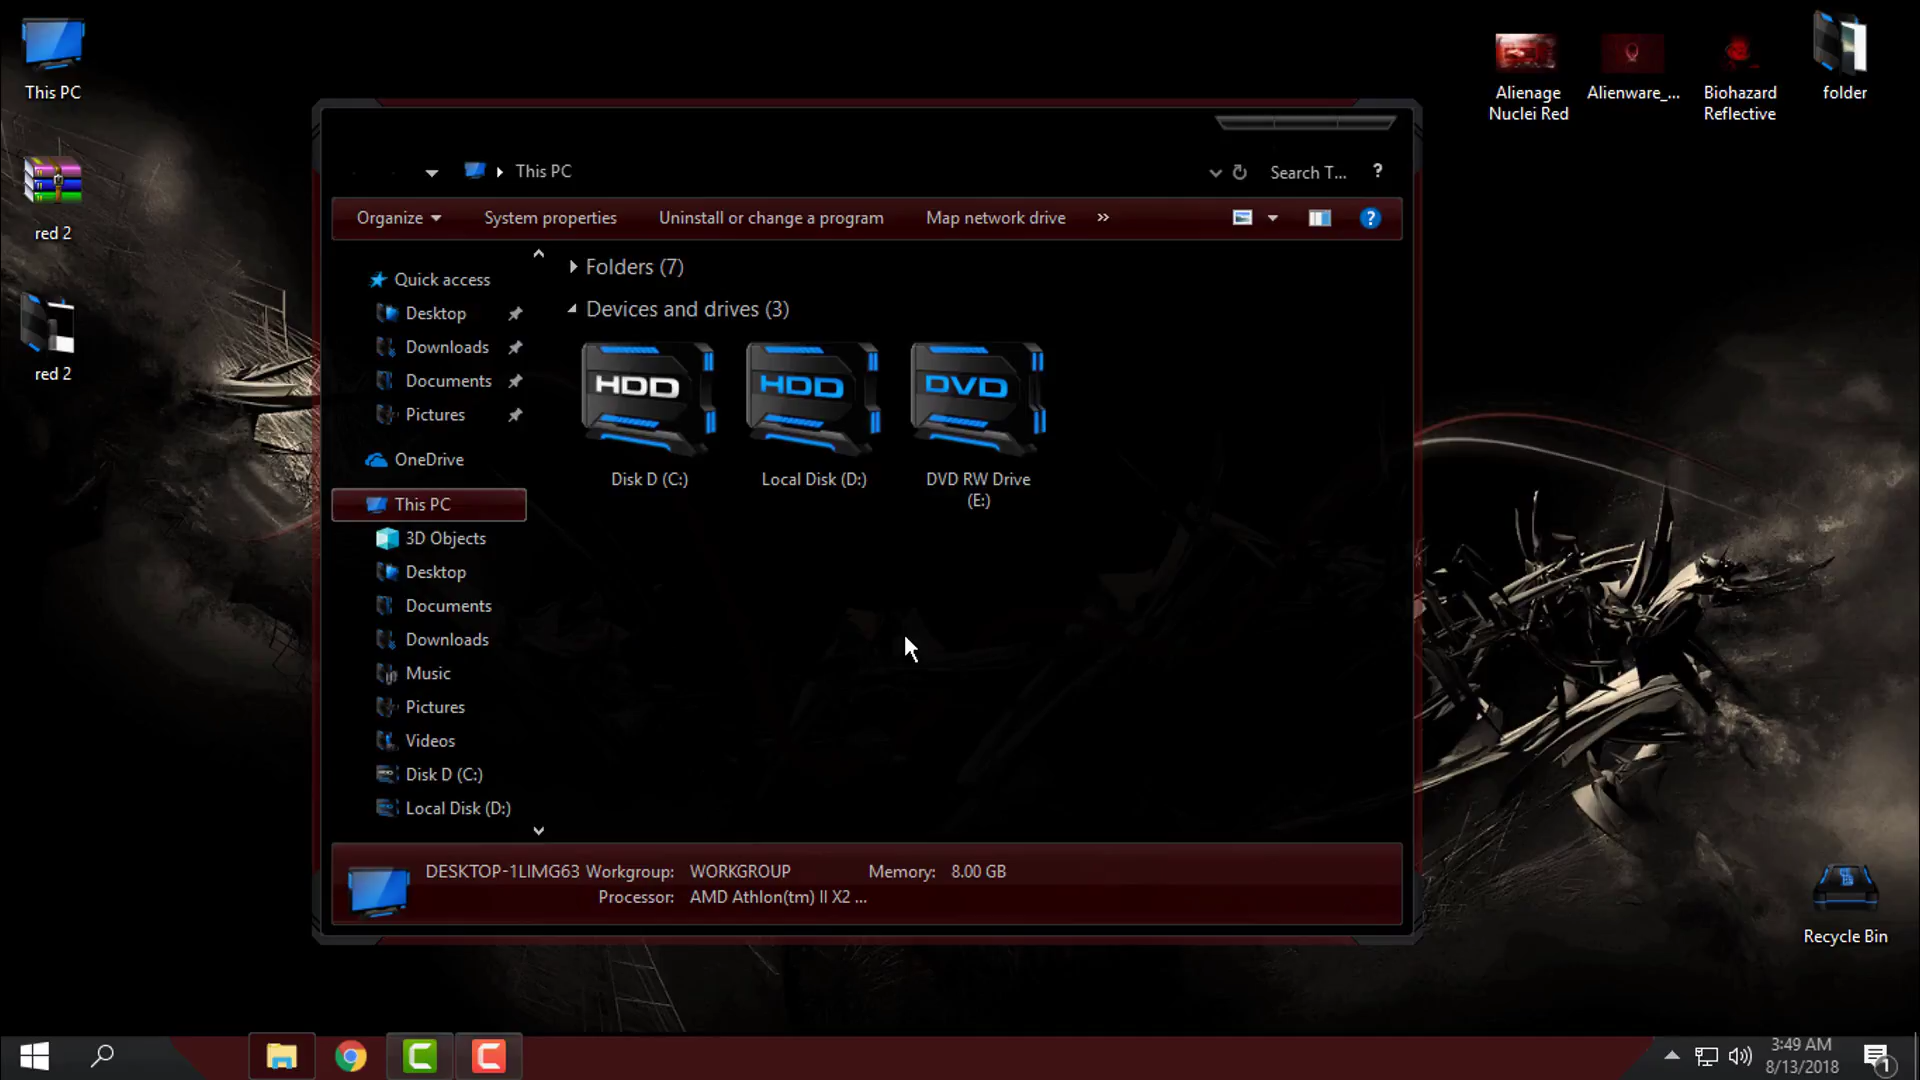 This PC
red 2
red 2
Alienage
Nuclei Red
Alienware_...
Biohazard
Reflective
folder
This PC
Search T...
?
Organize
System properties
Uninstall or change a program
Map network drive
»
?
Quick access
Desktop
Downloads
Documents
Pictures
OneDrive
This PC
3D Objects
Desktop
Documents
Downloads
Music
Pictures
Videos
Disk D (C:)
Local Disk (D:)
Folders (7)
Devices and drives (3)
HDD
HDD
DVD
Disk D (C:)
Local Disk (D:)
DVD RW Drive
(E:)
DESKTOP-1LIMG63 Workgroup: WORKGROUP Memory: 8.00 GB
Processor: AMD Athlon(tm) II X2 ...
Recycle Bin
3:49 AM
8/13/2018
1